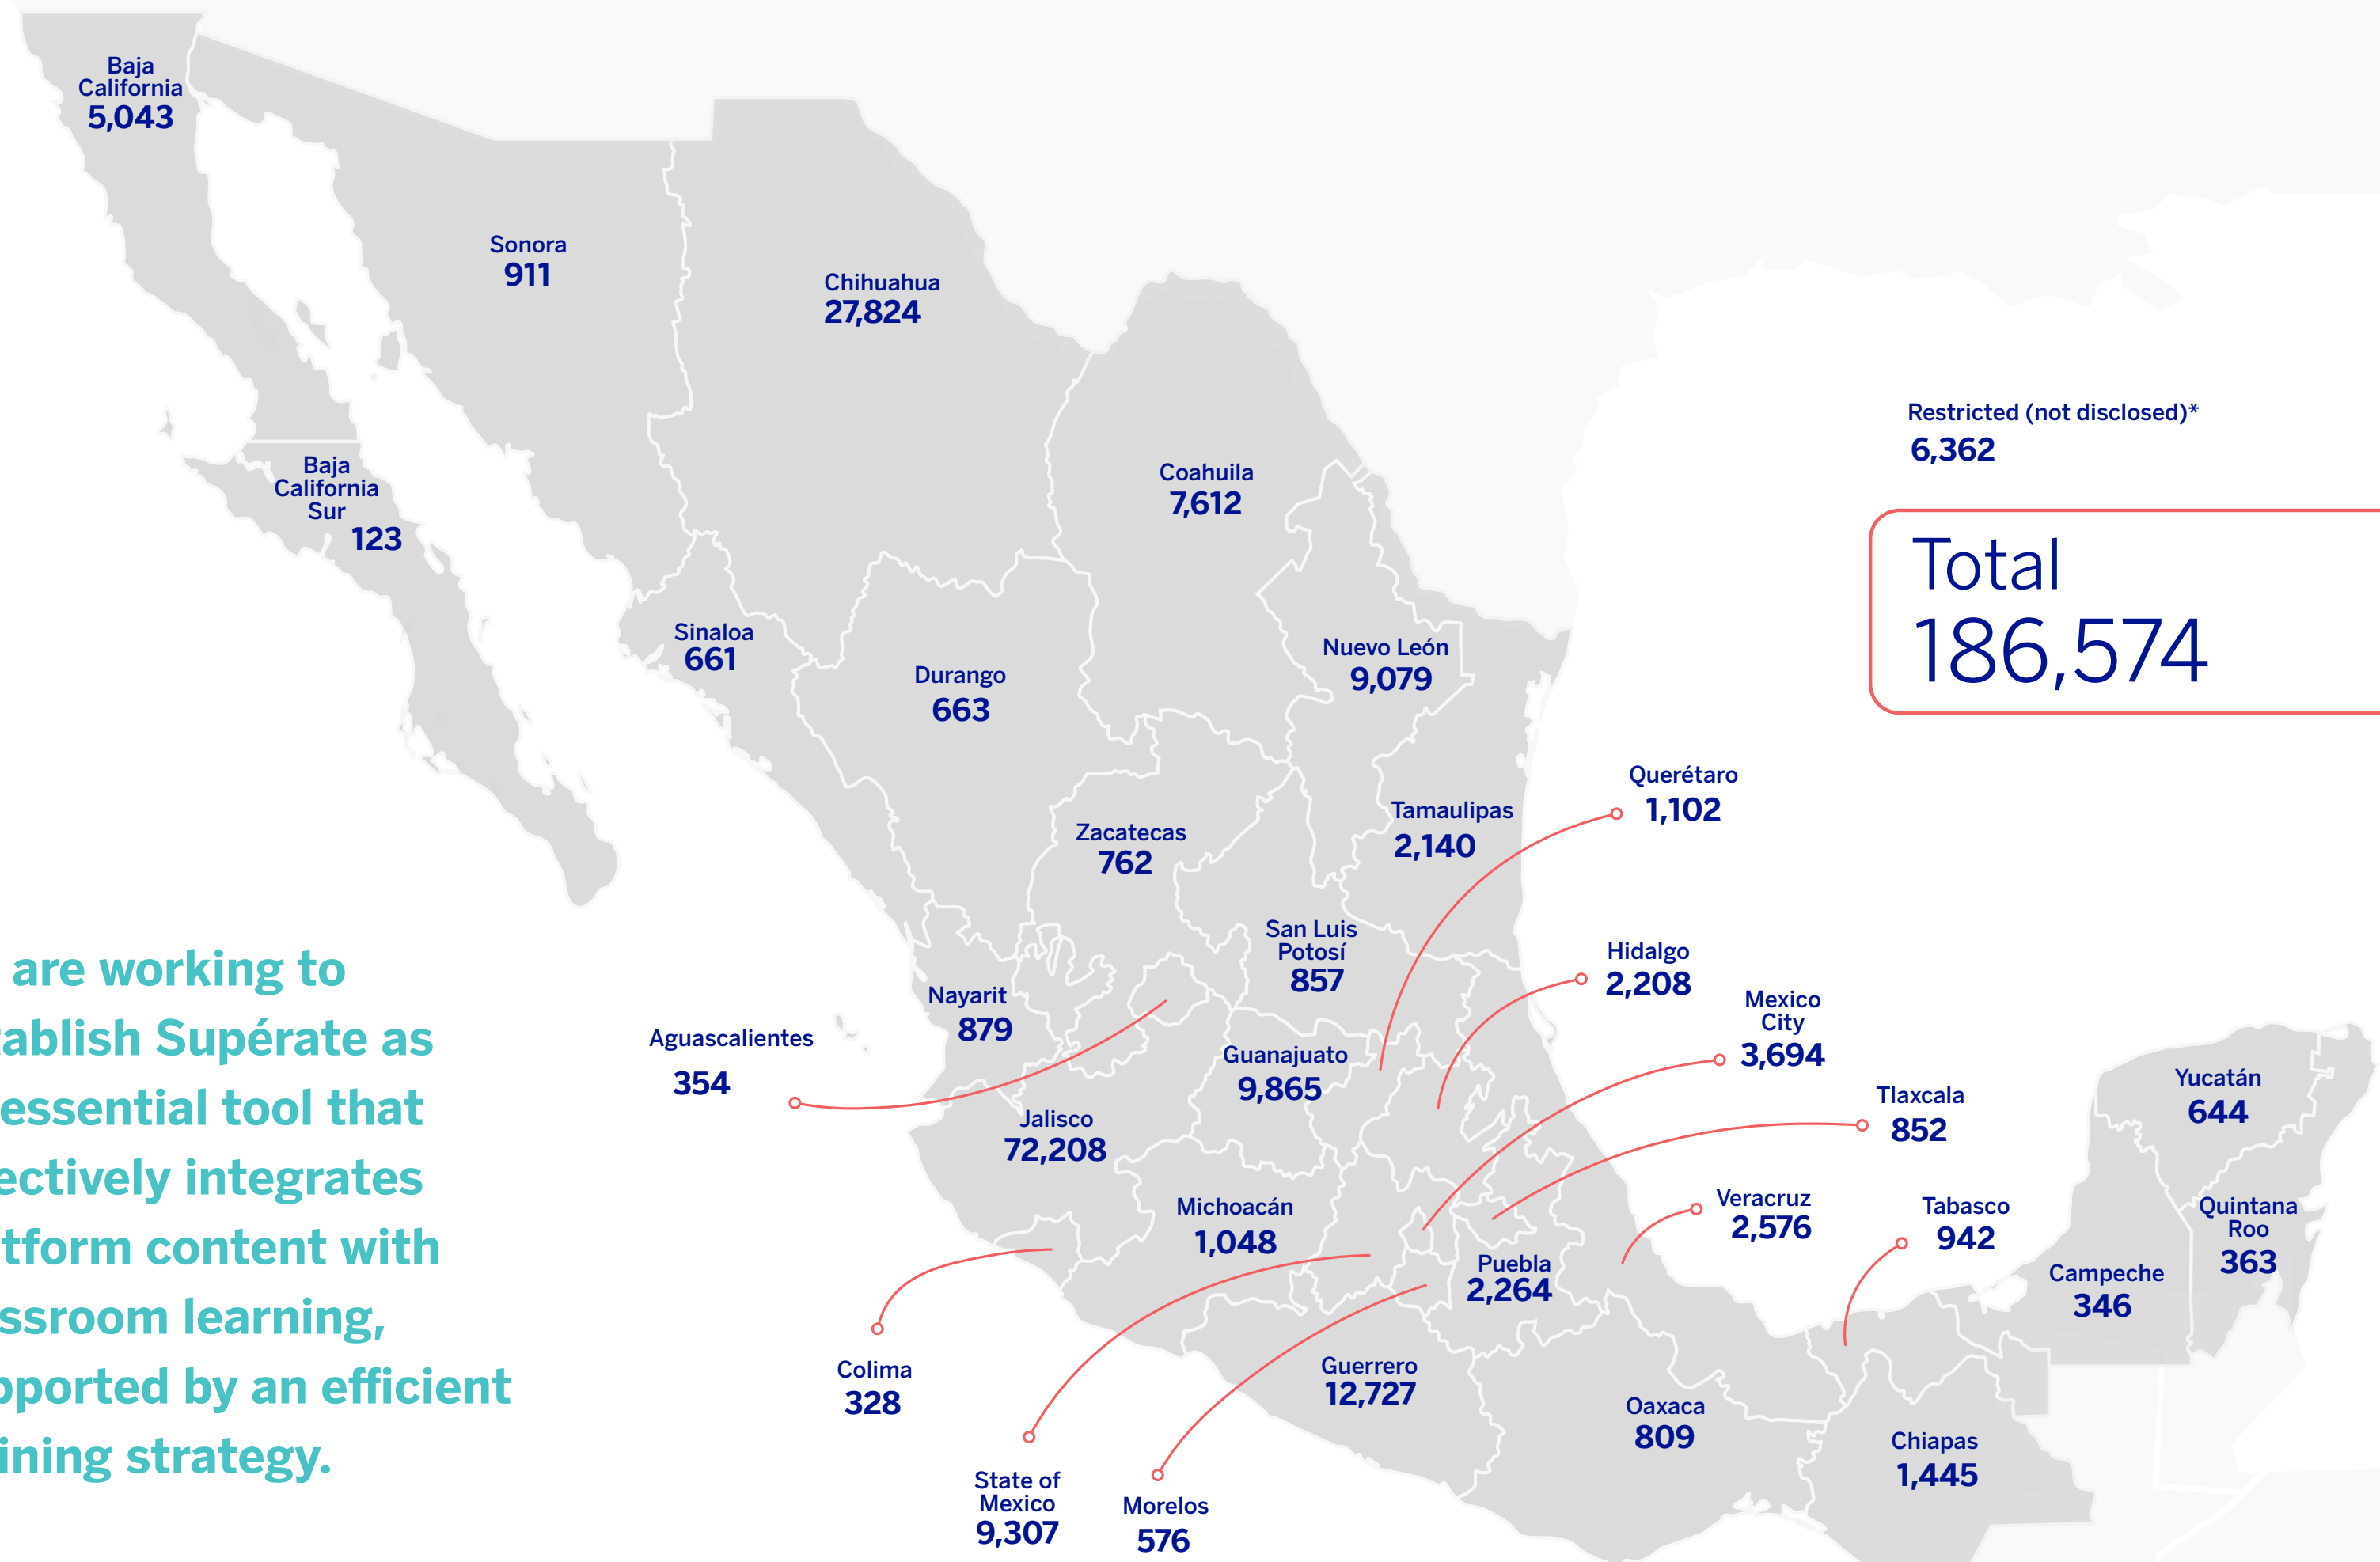 Baja
California
5,043
Sonora
911
Chihuahua
27,824
Coahuila
7,612
Restricted (not disclosed)*
6,362
Baja
California
Sur
123
Total
186,574
Sinaloa
661
Durango
663
Nuevo León
9,079
Querétaro
1,102
Tamaulipas
2,140
Zacatecas
762
San Luis
Potosí
857
Hidalgo
2,208
Nayarit
879
Mexico
City
3,694
Aguascalientes
354
Guanajuato
9,865
Jalisco
72,208
Tlaxcala
852
Yucatán
644
Michoacán
1,048
Veracruz
2,576
Tabasco
942
Quintana
Roo
363
Puebla
2,264
Campeche
346
Colima
328
Guerrero
12,727
Oaxaca
809
Chiapas
1,445
State of
Mexico
9,307
Morelos
576
are working to
tablish Supérate as
essential tool that
ectively integrates
tform content with
ssroom learning,
pported by an efficient
ining strategy.